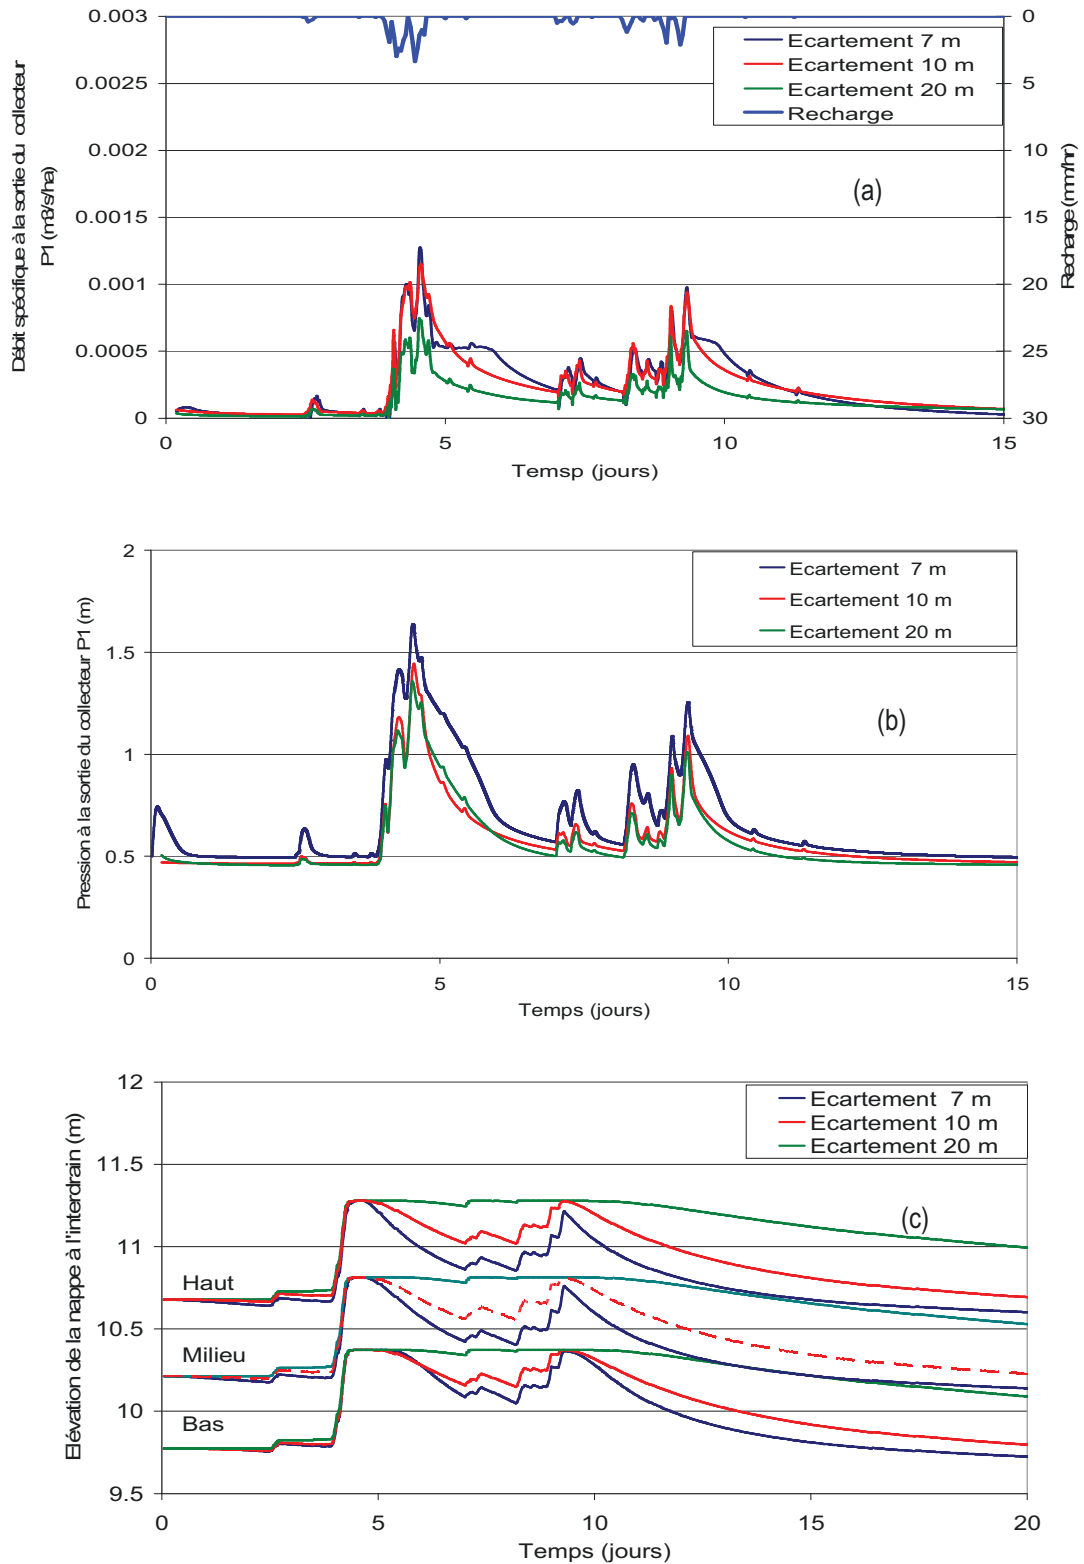 Débit spécifique à la sortie du collecteur
P1 (m3/s/ha)
0.003
0.0025
0.002
0.0015
0.001
0.0005
0
0
5
10
15
20
25
30
Recharge (mm/hr)
Ecartement 7 m
Ecartement 10 m
Ecartement 20 m
Recharge
(a)
0 5 10 15
Temsp (jours)
Pression à la sortie du collecteur P1 (m)
2
1.5
1
0.5
0
Ecartement 7 m
Ecartement 10 m
Ecartement 20 m
(b)
0 5 10 15
Temps (jours)
Elévation de la nappe à l'interdrain (m)
12
11.5
11
10.5
10
9.5
Ecartement 7 m
Ecartement 10 m
Ecartement 20 m
(c)
Haut
Milieu
Bas
0 5 10 15 20
Temps (jours)